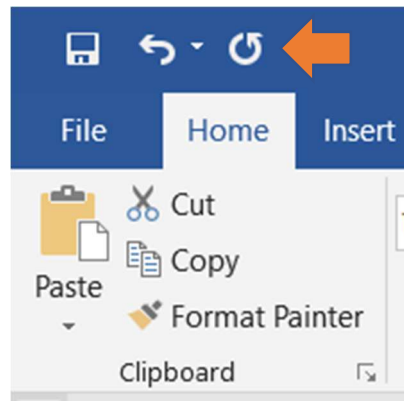 File Home Insert
Cut
Copy
Paste
Format Painter
Clipboard